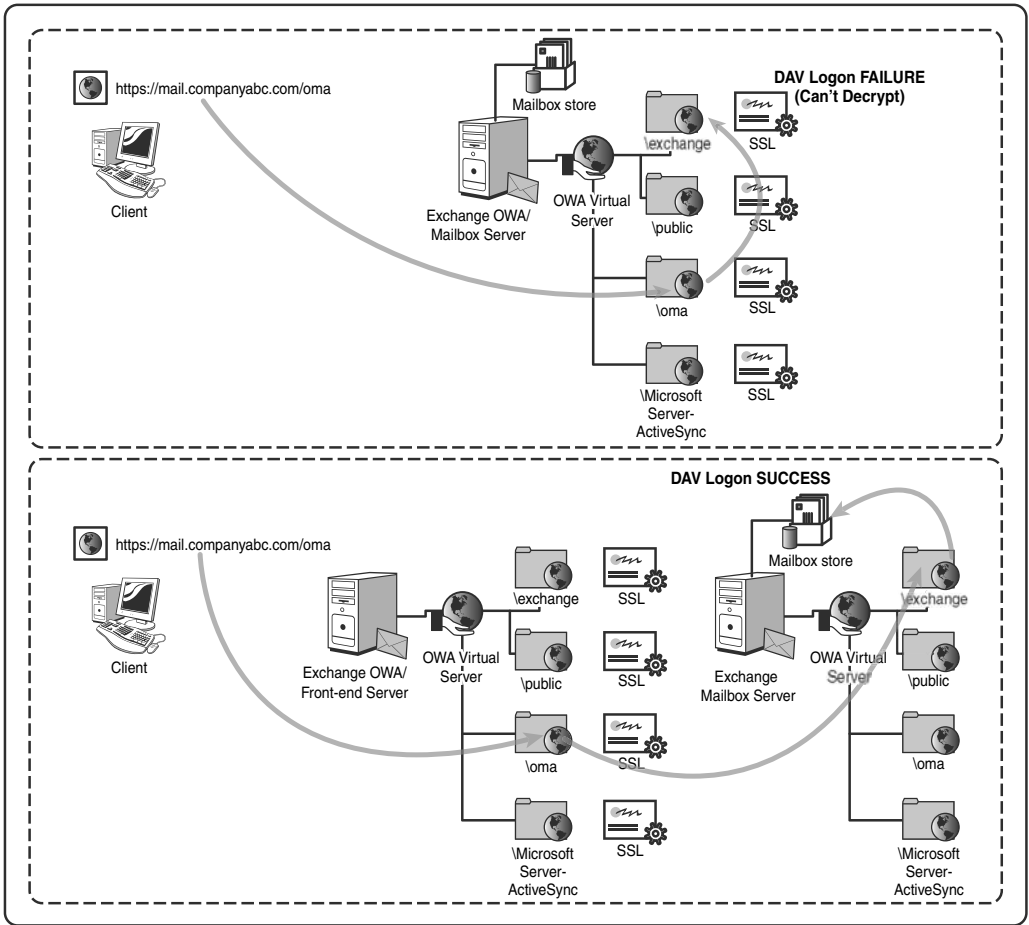 DAV Logon FAILURE
(Can't Decrypt)
https://mail.companyabc.com/oma
Mailbox store
\exchange
SSL
Client
Exchange OWA/
Mailbox Server
OWA Virtual
Server
\public
SSL
\oma
SSL
\Microsoft
Server-
ActiveSync
SSL
DAV Logon SUCCESS
https://mail.companyabc.com/oma
Mailbox store
Client
Exchange OWA/
Front-end Server
OWA Virtual
Server
\exchange
SSL
\public
SSL
\oma
SSL
\Microsoft
Server-
ActiveSync
SSL
Exchange
Mailbox Server
OWA Virtual
Server
\exchange
\public
\oma
\Microsoft
Server-
ActiveSync